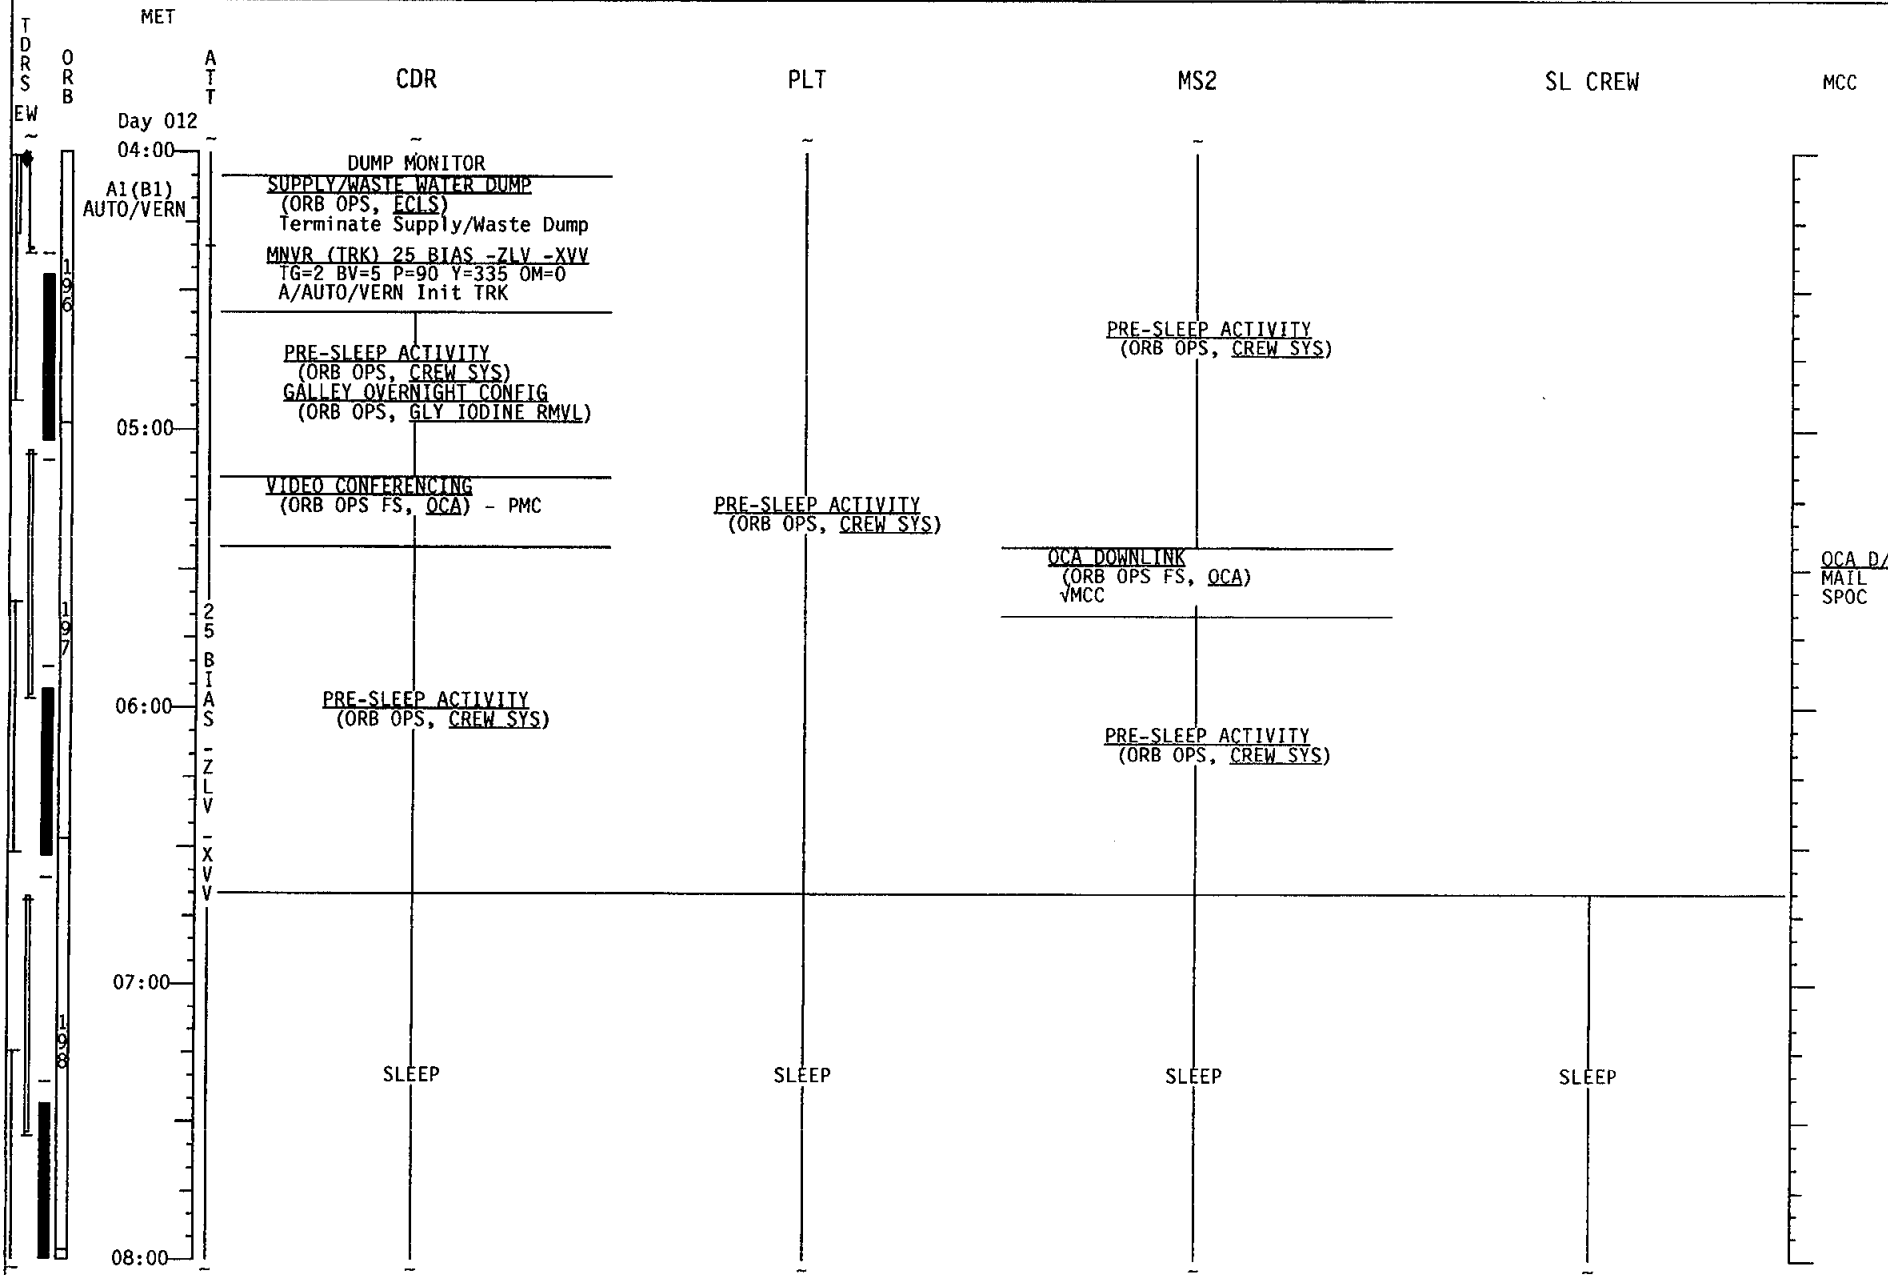 MET
TDRS
ORB
ATT
CDR
PLT
MS2
SL CREW
MCC
EW
Day 012
~
~
~
~
~
04:00
DUMP MONITOR
A1(B1)
AUTO/VERN
SUPPLY/WASTE WATER DUMP
(ORB OPS, ECLS)
Terminate Supply/Waste Dump
MNVR (TRK) 25 BIAS -ZLV -XVV
TG=2 BV=5 P=90 Y=335 OM=0
A/AUTO/VERN Init TRK
196
PRE-SLEEP ACTIVITY
(ORB OPS, CREW SYS)
PRE-SLEEP ACTIVITY
(ORB OPS, CREW SYS)
GALLEY OVERNIGHT CONFIG
(ORB OPS, GLY IODINE RMVL)
05:00
VIDEO CONFERENCING
(ORB OPS FS, OCA) - PMC
PRE-SLEEP ACTIVITY
(ORB OPS, CREW SYS)
OCA DOWNLINK
(ORB OPS FS, OCA)
√MCC
OCA D/
MAIL
SPOC
197
25 BIAS -ZLV -XVV
06:00
PRE-SLEEP ACTIVITY
(ORB OPS, CREW SYS)
PRE-SLEEP ACTIVITY
(ORB OPS, CREW SYS)
07:00
198
SLEEP
SLEEP
SLEEP
SLEEP
08:00
~
~
~
~
~